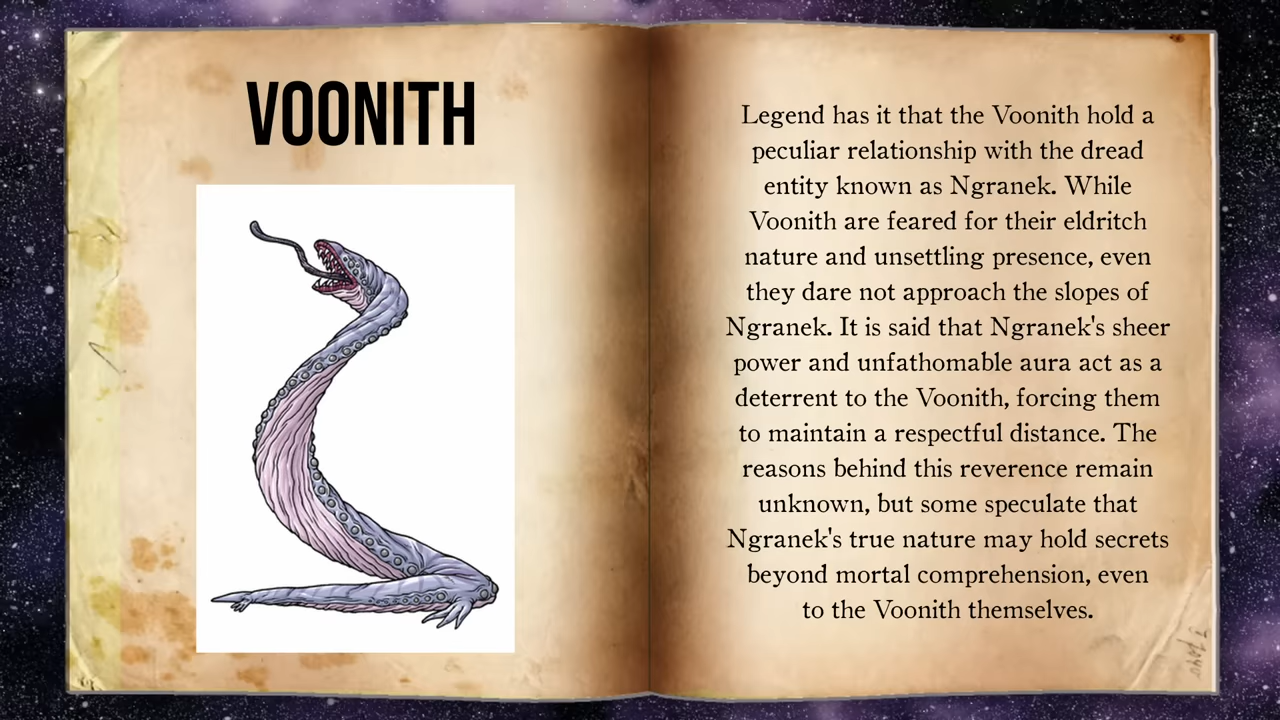 VOONITH
Legend has it that the Voonith hold a
peculiar relationship with the dread
entity known as Ngranek. While
Voonith are feared for their eldritch
nature and unsettling presence, even
they dare not approach the slopes of
Ngranek. It is said that Ngranek's sheer
power and unfathomable aura act as a
deterrent to the Voonith, forcing them
to maintain a respectful distance. The
reasons behind this reverence remain
unknown, but some speculate that
Ngranek's true nature may hold secrets
beyond mortal comprehension, even
to the Voonith themselves.